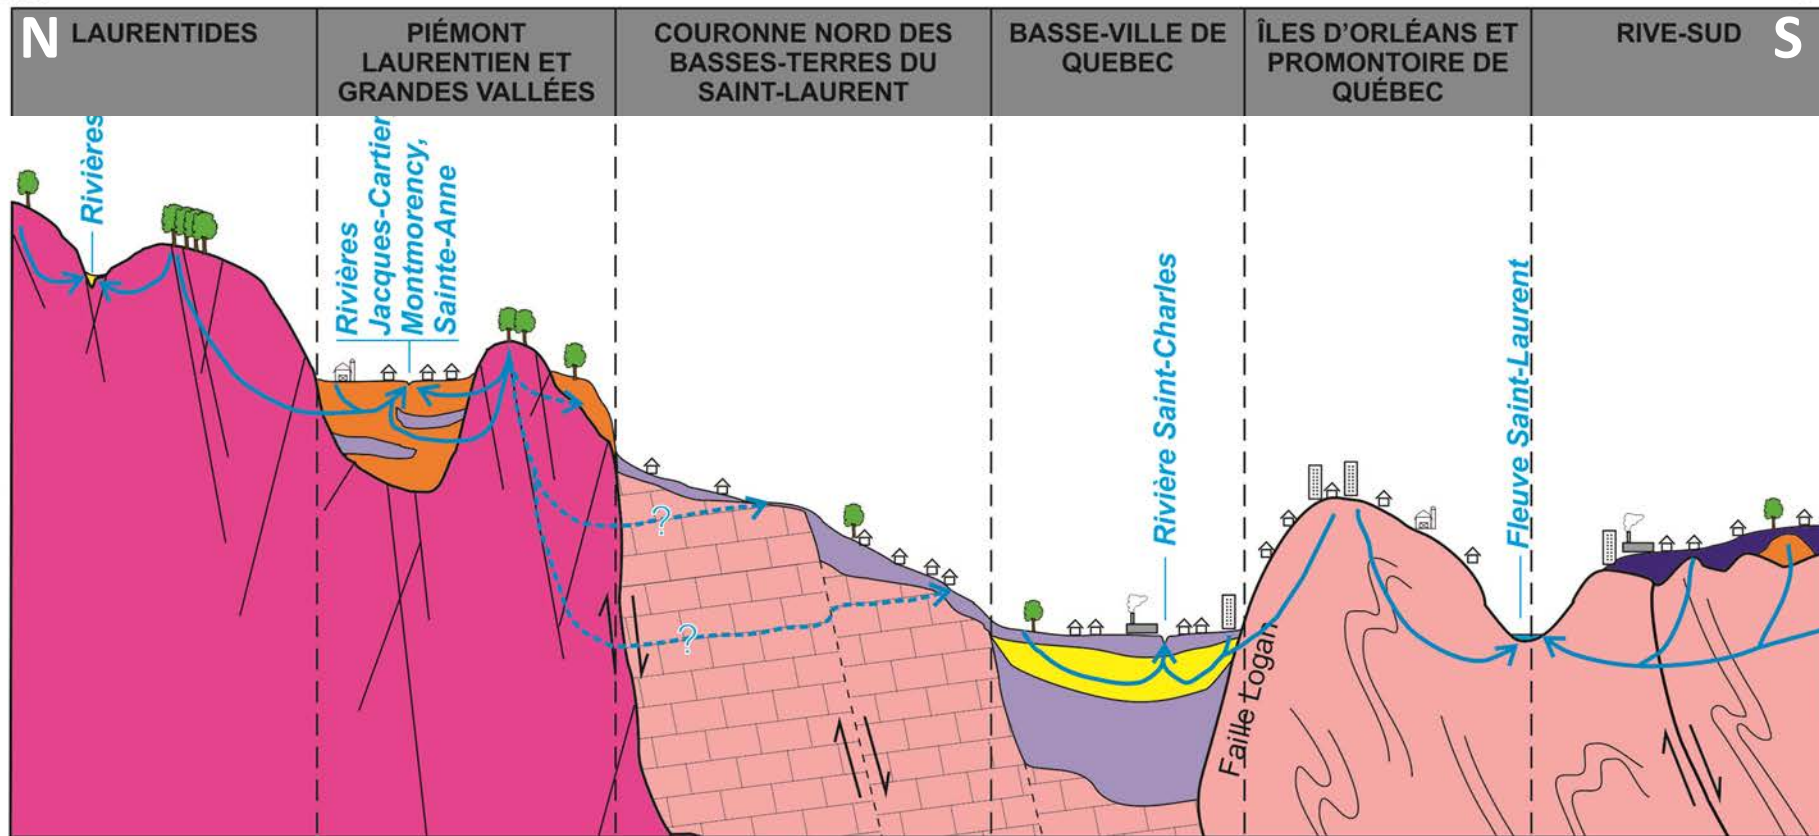 N
LAURENTIDES
PIÉMONT
LAURENTIEN ET
GRANDES VALLÉES
COURONNE NORD DES
BASSES-TERRES DU
SAINT-LAURENT
BASSE-VILLE DE
QUEBEC
ÎLES D'ORLÉANS ET
PROMONTOIRE DE
QUÉBEC
RIVE-SUD
S
Rivières
Rivières
Jacques-Cartier
Montmorency,
Sainte-Anne
Rivière Saint-Charles
Fleuve Saint-Laurent
?
?
Faille Logan